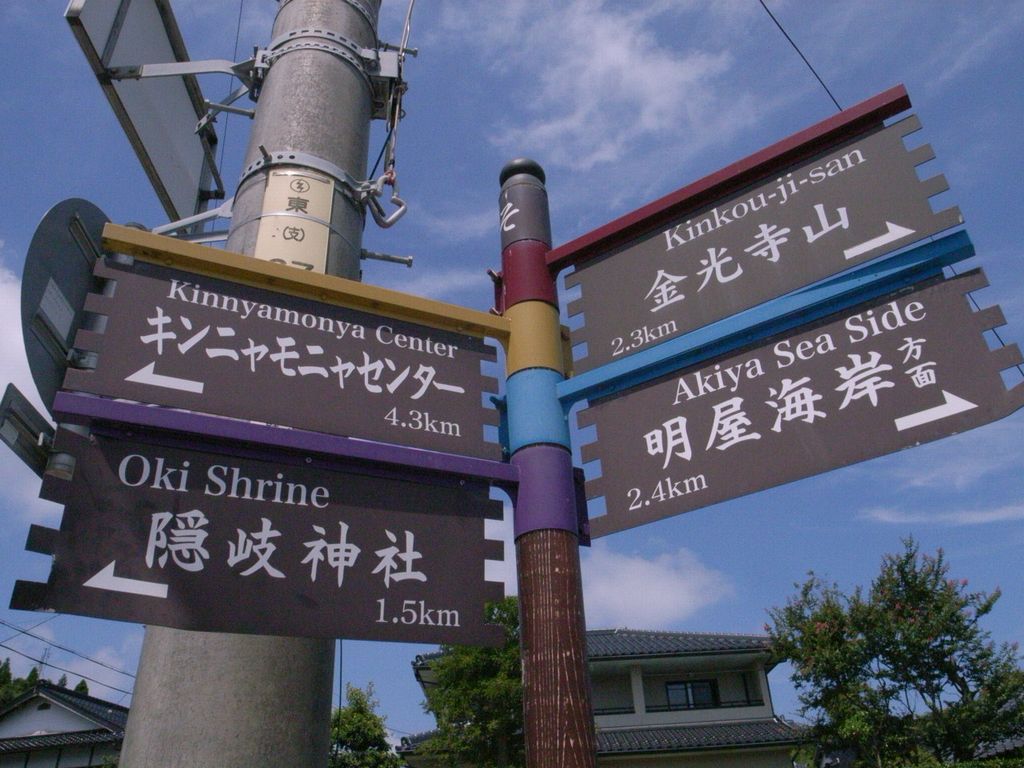 東
㊅
Kinnyamonya Center
キンニャモニャセンター
4.3km
Oki Shrine
隠岐神社
1.5km
Kinkou-ji-san
金光寺山
2.3km
Akiya Sea Side
明屋海岸方面
2.4km